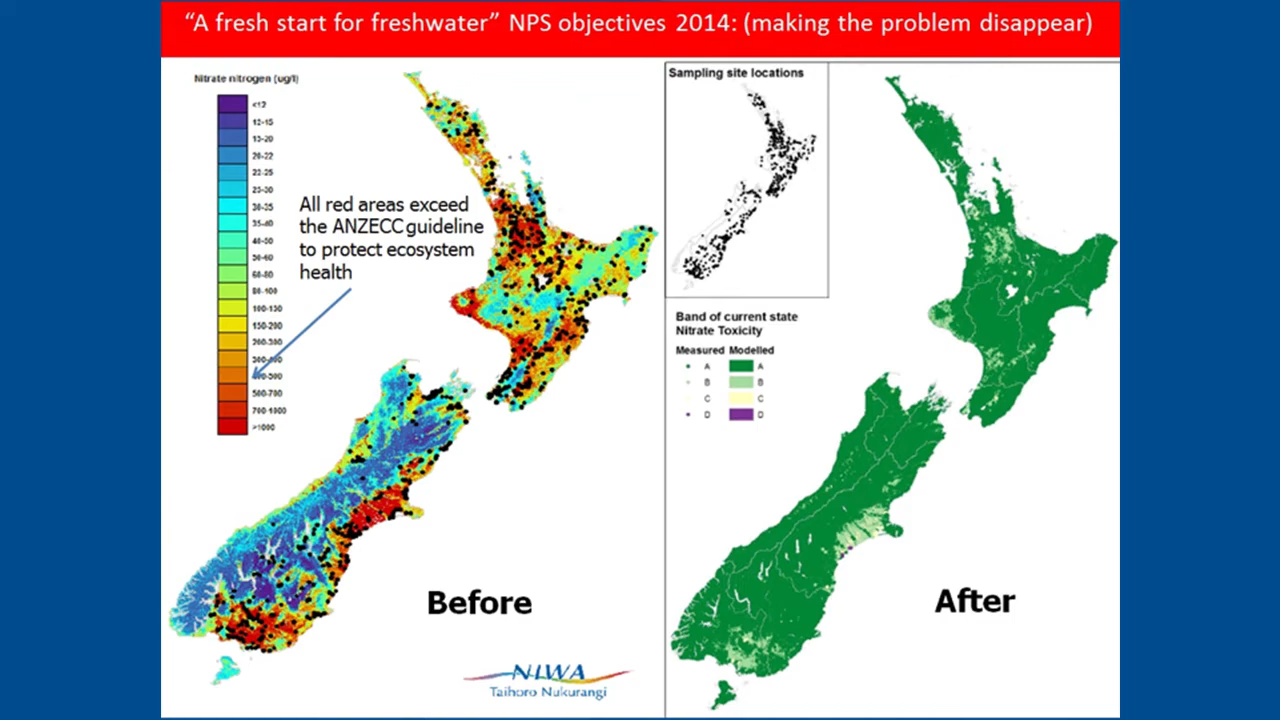 “A fresh start for freshwater” NPS objectives 2014: (making the problem disappear)
Nitrate nitrogen (ug/l)
<12
12-15
15-20
20-22
22-25
25-30
30-35
35-40
40-50
50-60
60-80
80-100
100-150
150-200
200-300
500-700
700-1000
>1000
All red areas exceed
the ANZECC guideline
to protect ecosystem
health
Before
NIWA
Taihoro Nukurangi
Sampling site locations
Band of current state
Nitrate Toxicity
Measured Modelled
A A
B B
C C
D D
After